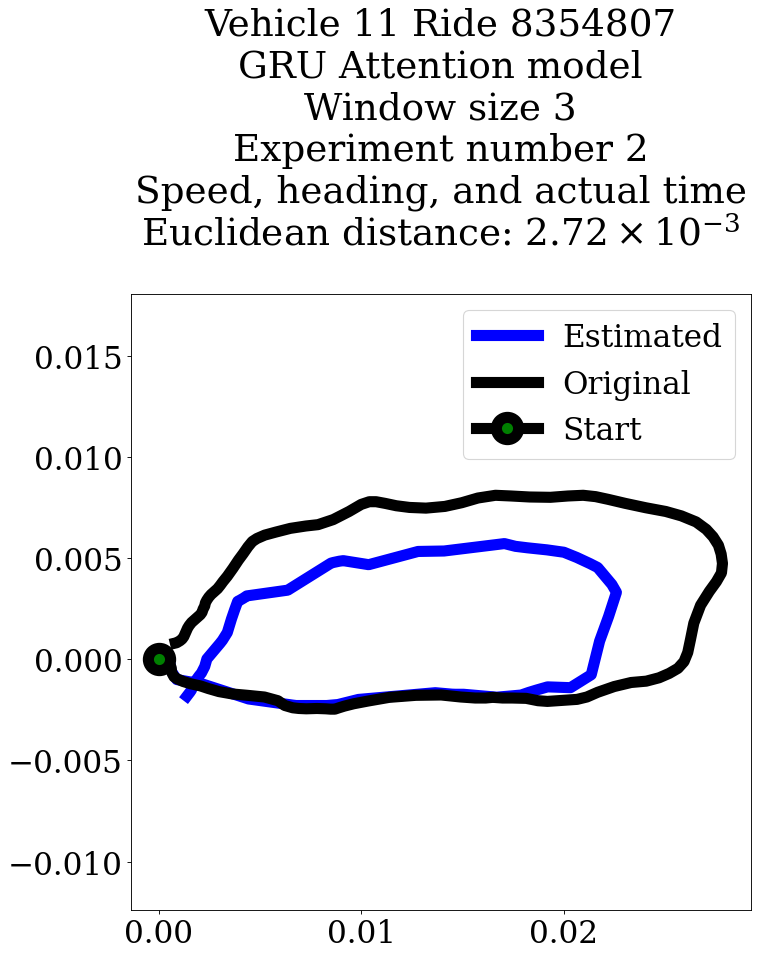 Vehicle 11 Ride 8354807
GRU Attention model
Window size 3
Experiment number 2
Speed, heading, and actual time
Euclidean distance: 2.72 × 10⁻³
Estimated
Original
Start
0.015
0.010
0.005
0.000
−0.005
−0.010
0.00 0.01 0.02